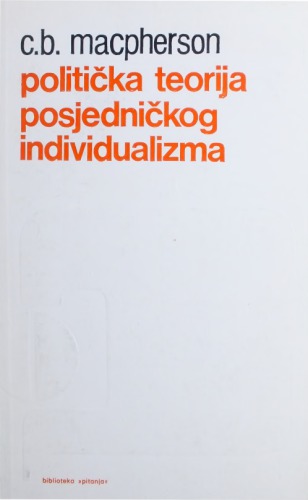 c.b. macpherson
politička teorija
posjedničkog
individualizma
biblioteka »pitanja«